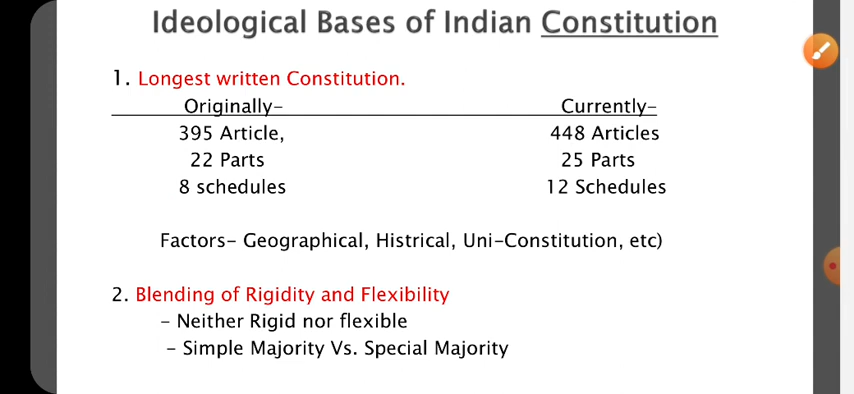 Ideological Bases of Indian Constitution
1. Longest written Constitution.
Originally- Currently-
395 Article, 448 Articles
22 Parts 25 Parts
8 schedules 12 Schedules
Factors- Geographical, Histrical, Uni-Constitution, etc)
2. Blending of Rigidity and Flexibility
- Neither Rigid nor flexible
- Simple Majority Vs. Special Majority